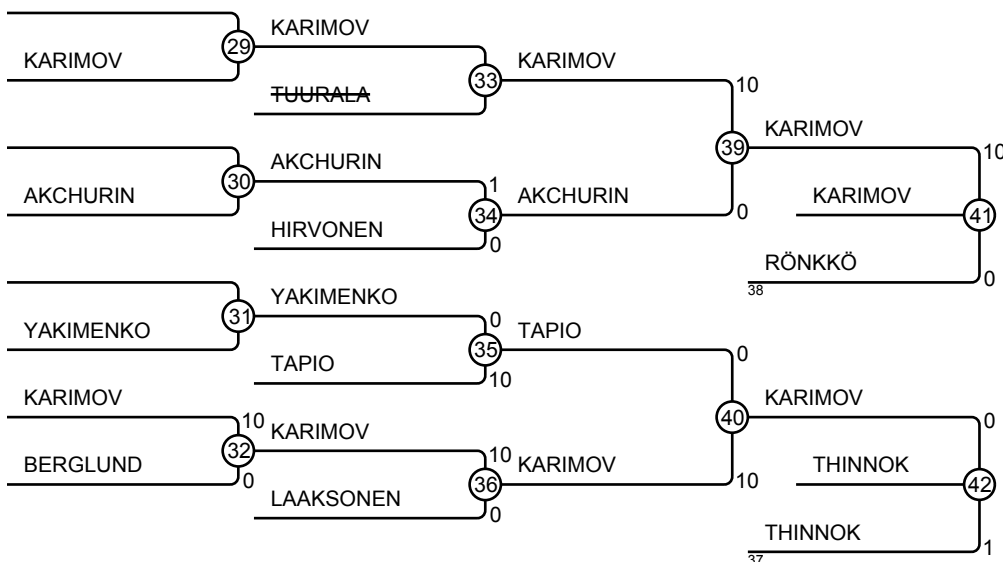 KARIMOV
29
KARIMOV
TUURALA
33
KARIMOV
10
AKCHURIN
30
AKCHURIN
1
HIRVONEN
0
34
AKCHURIN
0
39
KARIMOV
10
KARIMOV
41
RÖNKKÖ
38
0
YAKIMENKO
31
YAKIMENKO
0
TAPIO
10
35
TAPIO
0
KARIMOV
10
BERGLUND
0
32
KARIMOV
10
LAAKSONEN
0
36
KARIMOV
10
40
KARIMOV
0
THINNOK
42
THINNOK
37
1